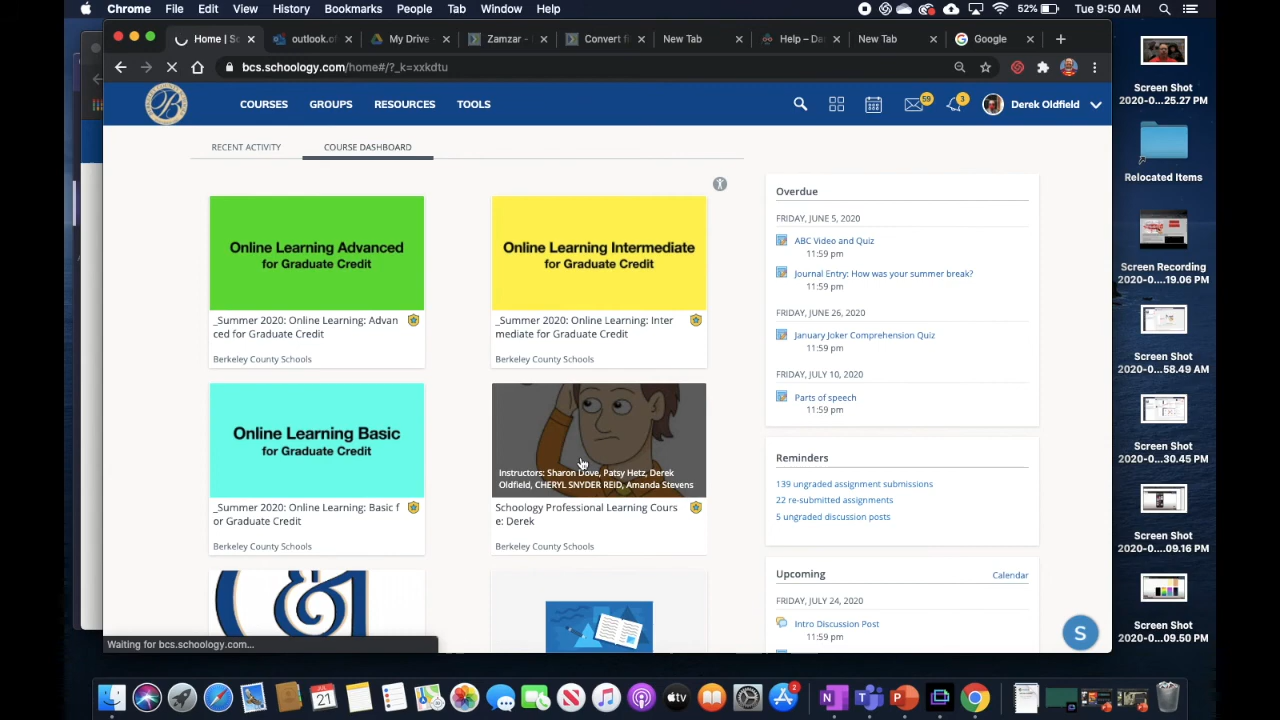 Chrome File Edit View History Bookmarks People Tab Window Help 52% Tue 9:50 AM
Home | Sc outlook.of My Drive - Zamzar - Convert fi New Tab Help – Da New Tab Google
bcs.schoology.com/home#/?_k=xxkdtu
COURSES GROUPS RESOURCES TOOLS 59 3 Derek Oldfield
RECENT ACTIVITY COURSE DASHBOARD
Online Learning Advanced
for Graduate Credit
_Summer 2020: Online Learning: Advan
ced for Graduate Credit
Berkeley County Schools
Online Learning Intermediate
for Graduate Credit
_Summer 2020: Online Learning: Inter
mediate for Graduate Credit
Berkeley County Schools
Online Learning Basic
for Graduate Credit
_Summer 2020: Online Learning: Basic f
or Graduate Credit
Berkeley County Schools
Instructors: Sharon Dove, Patsy Hetz, Derek
Oldfield, CHERYL SNYDER REID, Amanda Stevens
Schoology Professional Learning Cours
e: Derek
Berkeley County Schools
&
Overdue
FRIDAY, JUNE 5, 2020
ABC Video and Quiz
11:59 pm
Journal Entry: How was your summer break?
11:59 pm
FRIDAY, JUNE 26, 2020
January Joker Comprehension Quiz
11:59 pm
FRIDAY, JULY 10, 2020
Parts of speech
11:59 pm
Reminders
139 ungraded assignment submissions
22 re-submitted assignments
5 ungraded discussion posts
Upcoming Calendar
FRIDAY, JULY 24, 2020
Intro Discussion Post
11:59 pm
S
Waiting for bcs.schoology.com...
Screen Shot
2020-0...25.27 PM
Relocated Items
Screen Recording
2020-0....19.06 PM
Screen Shot
2020-0...58.49 AM
Screen Shot
2020-0...30.45 PM
Screen Shot
2020-0....09.16 PM
Screen Shot
2020-0...09.50 PM
JUL
21
tv
2